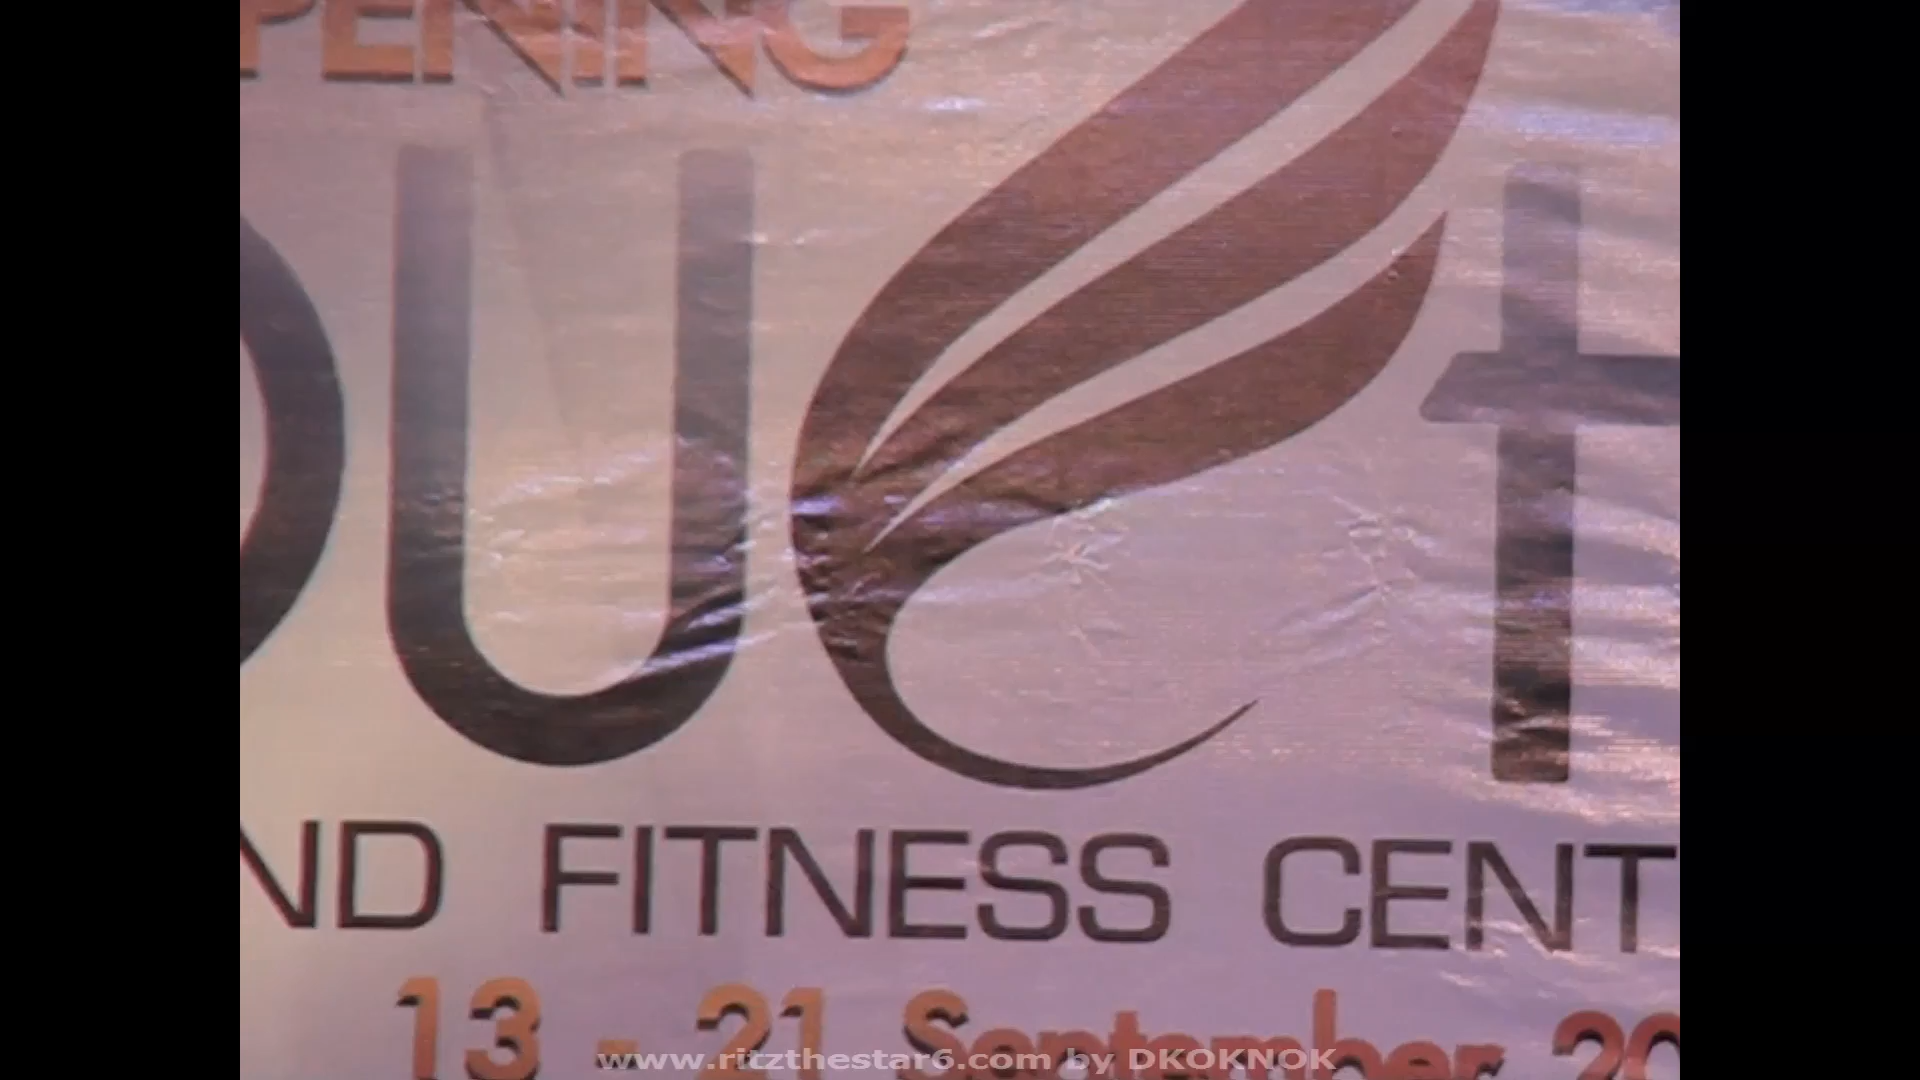 PENING
ND FITNESS CENT
13 - 21 September 20
www.ritzthestar6.com by DKOKNOK